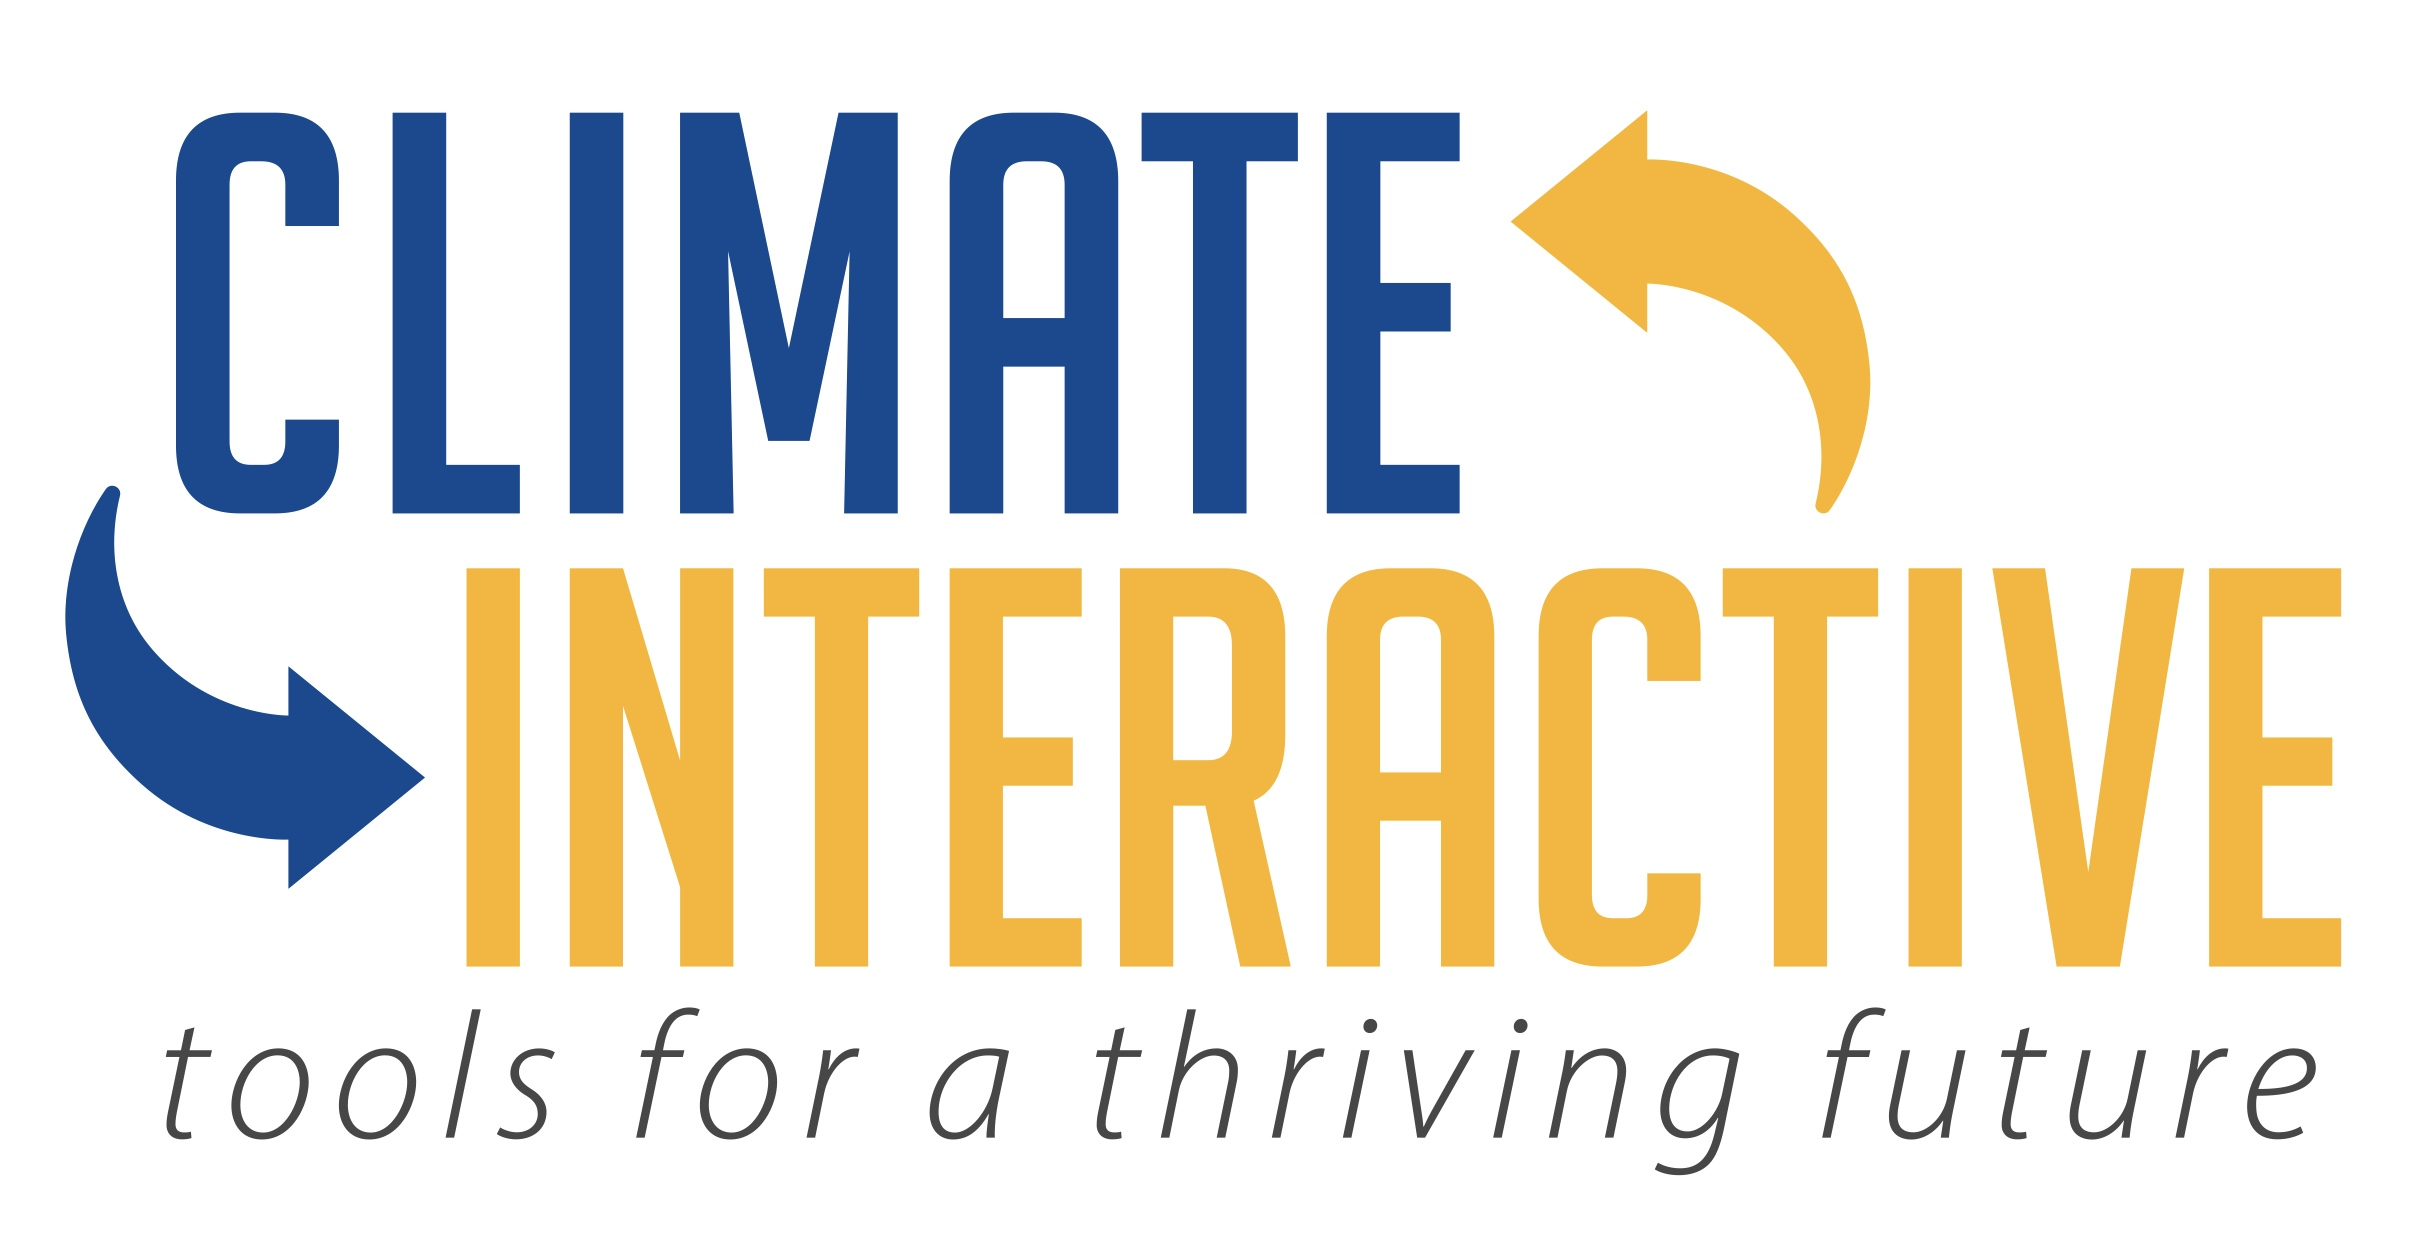 CLIMATE
INTERACTIVE
tools for a thriving future